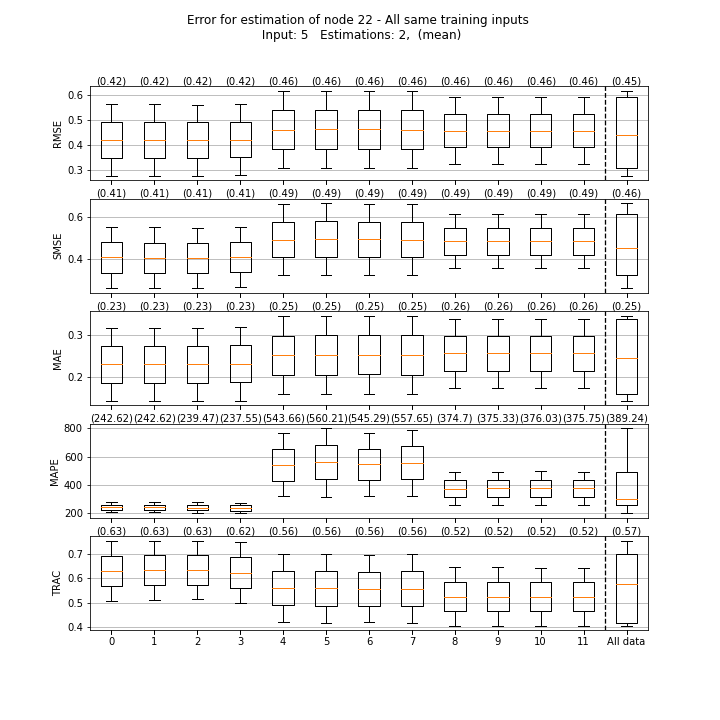 Error for estimation of node 22 - All same training inputs
Input: 5 Estimations: 2, (mean)
(0.42) (0.42) (0.42) (0.42) (0.46) (0.46) (0.46) (0.46) (0.46) (0.46) (0.46) (0.46) (0.45)
RMSE
0.6
0.5
0.4
0.3
(0.41) (0.41) (0.41) (0.41) (0.49) (0.49) (0.49) (0.49) (0.49) (0.49) (0.49) (0.49) (0.46)
SMSE
0.6
0.4
(0.23) (0.23) (0.23) (0.23) (0.25) (0.25) (0.25) (0.25) (0.26) (0.26) (0.26) (0.26) (0.25)
MAE
0.3
0.2
(242.62) (242.62) (239.47) (237.55) (543.66) (560.21) (545.29) (557.65) (374.7) (375.33) (376.03) (375.75) (389.24)
MAPE
800
600
400
200
(0.63) (0.63) (0.63) (0.62) (0.56) (0.56) (0.56) (0.56) (0.52) (0.52) (0.52) (0.52) (0.57)
TRAC
0.7
0.6
0.5
0.4
0 1 2 3 4 5 6 7 8 9 10 11 All data